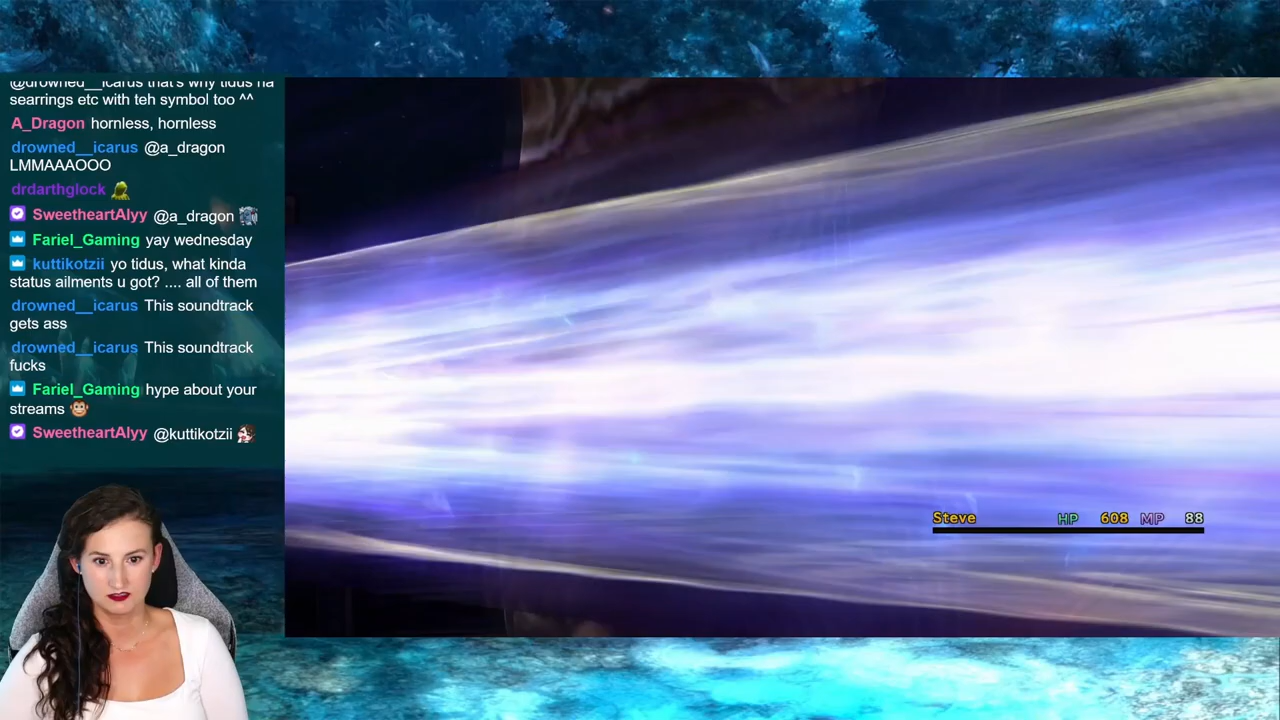 @drowned__icarus that's why tidus ha
searrings etc with teh symbol too ^^
A_Dragon hornless, hornless
drowned__icarus @a_dragon
LMMAAAOOO
drdarthglock
SweetheartAlyy @a_dragon
Fariel_Gaming yay wednesday
kuttikotzii yo tidus, what kinda
status ailments u got? .... all of them
drowned__icarus This soundtrack
gets ass
drowned__icarus This soundtrack
fucks
Fariel_Gaming hype about your
streams
SweetheartAlyy @kuttikotzii
Steve HP 608 MP 88